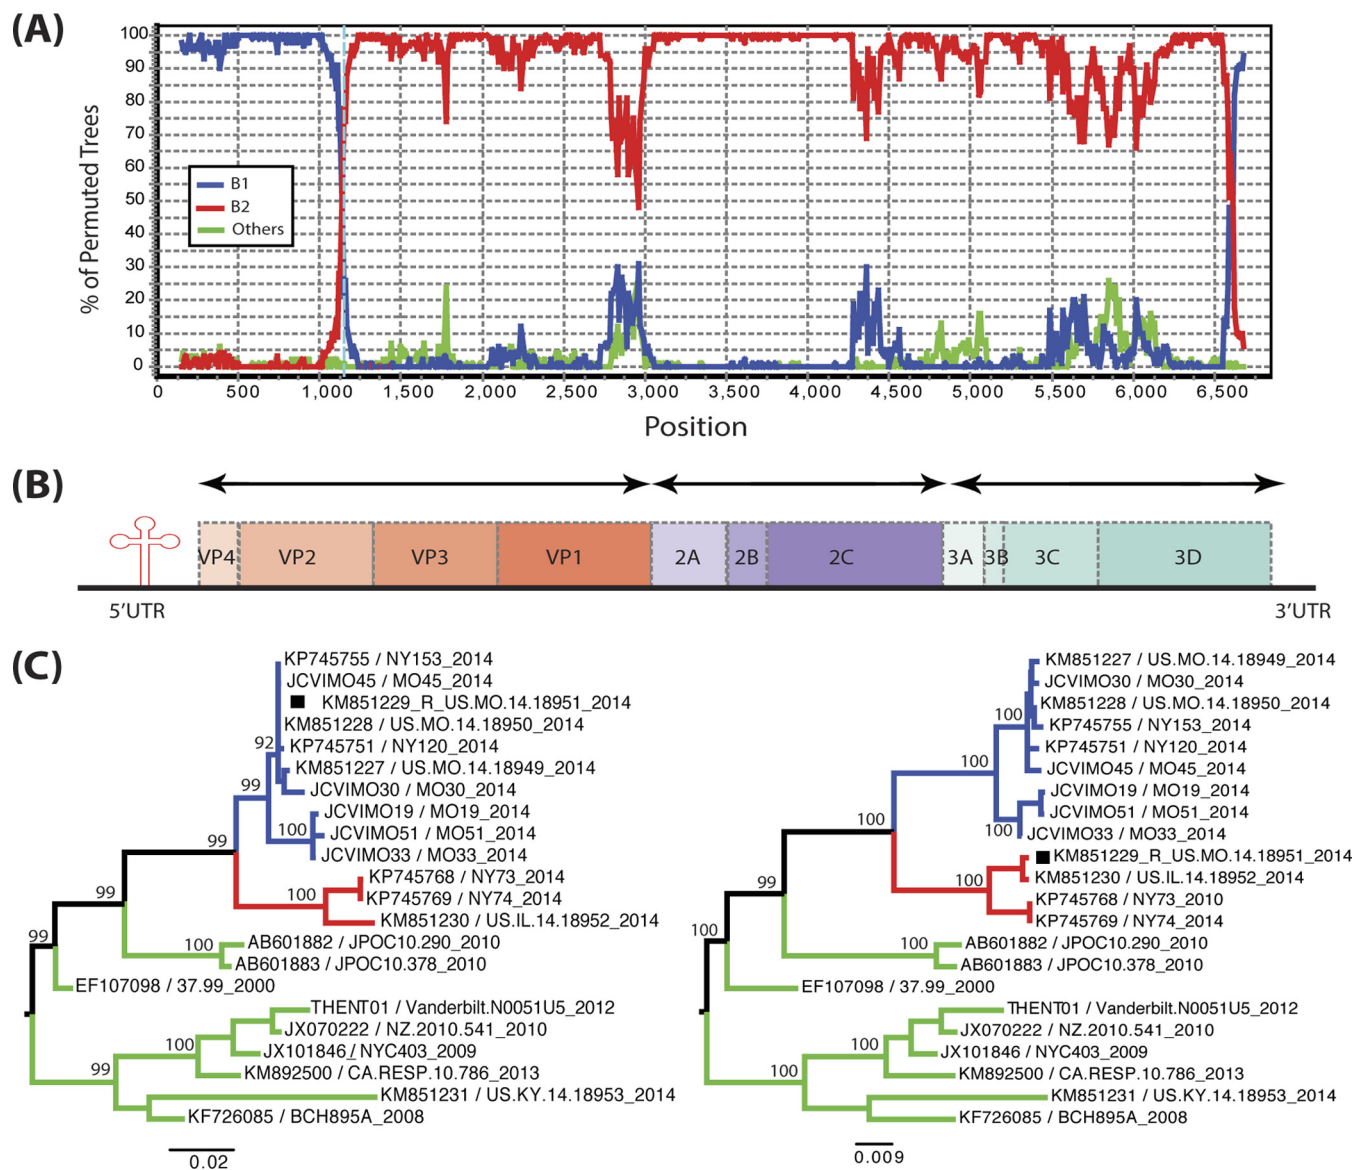 (A)
% of Permuted Trees
100
90
80
70
60
50
40
30
20
10
0
B1
B2
Others
0 500 1,000 1,500 2,000 2,500 3,000 3,500 4,000 4,500 5,000 5,500 6,000 6,500
Position
(B)
VP4 VP2 VP3 VP1 2A 2B 2C 3A 3B 3C 3D
5'UTR 3'UTR
(C)
KP745755 / NY153_2014
JCVIMO45 / MO45_2014
KM851229_R_US.MO.14.18951_2014
KM851228 / US.MO.14.18950_2014
92
KP745751 / NY120_2014
KM851227 / US.MO.14.18949_2014
99
JCVIMO30 / MO30_2014
JCVIMO19 / MO19_2014
100
JCVIMO51 / MO51_2014
99
JCVIMO33 / MO33_2014
KP745768 / NY73_2014
99
100
KP745769 / NY74_2014
KM851230 / US.IL.14.18952_2014
99
100
AB601882 / JPOC10.290_2010
AB601883 / JPOC10.378_2010
EF107098 / 37.99_2000
THENT01 / Vanderbilt.N0051U5_2012
JX070222 / NZ.2010.541_2010
100
JX101846 / NYC403_2009
99
KM892500 / CA.RESP.10.786_2013
KM851231 / US.KY.14.18953_2014
KF726085 / BCH895A_2008
0.02
KM851227 / US.MO.14.18949_2014
JCVIMO30 / MO30_2014
KM851228 / US.MO.14.18950_2014
100
KP745755 / NY153_2014
KP745751 / NY120_2014
100
JCVIMO45 / MO45_2014
JCVIMO19 / MO19_2014
JCVIMO51 / MO51_2014
100
100
JCVIMO33 / MO33_2014
KM851229_R_US.MO.14.18951_2014
100
KM851230 / US.IL.14.18952_2014
99
KP745768 / NY73_2010
KP745769 / NY74_2014
100
100
AB601882 / JPOC10.290_2010
AB601883 / JPOC10.378_2010
EF107098 / 37.99_2000
THENT01 / Vanderbilt.N0051U5_2012
JX070222 / NZ.2010.541_2010
100
JX101846 / NYC403_2009
100
KM892500 / CA.RESP.10.786_2013
KM851231 / US.KY.14.18953_2014
KF726085 / BCH895A_2008
0.009